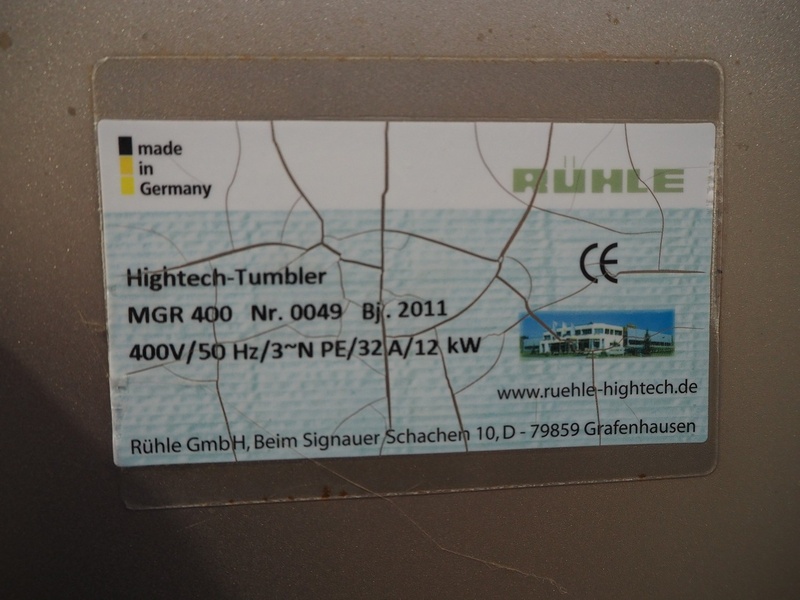 made
in
Germany
RÜHLE
CE
Hightech-Tumbler
MGR 400 Nr. 0049 Bj. 2011
400V/50 Hz/3~N PE/32 A/12 kW
www.ruehle-hightech.de
Rühle GmbH, Beim Signauer Schachen 10, D - 79859 Grafenhausen